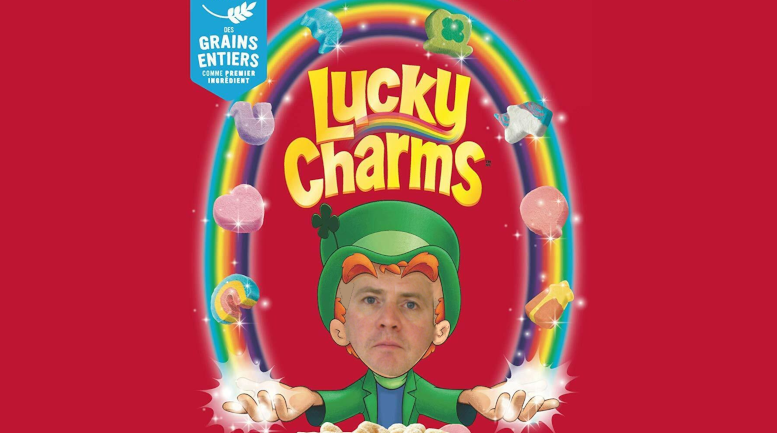 DES
GRAINS
ENTIERS
COMME PREMIER
INGRÉDIENT
Lucky
Charms